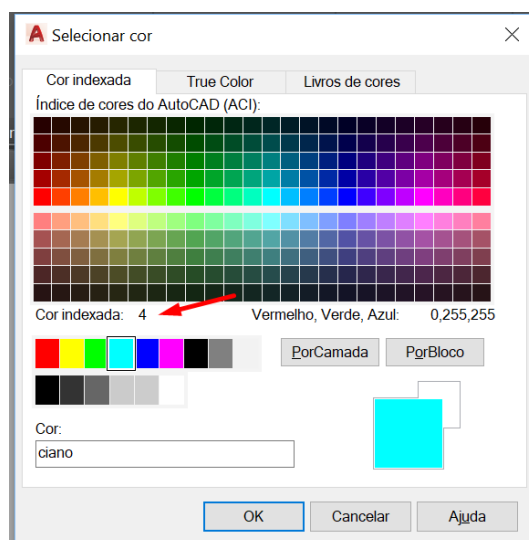 A Selecionar cor
Cor indexada True Color Livros de cores
Índice de cores do AutoCAD (ACI):
Cor indexada: 4 Vermelho, Verde, Azul: 0,255,255
PorCamada PorBloco
Cor:
ciano
OK Cancelar Ajuda